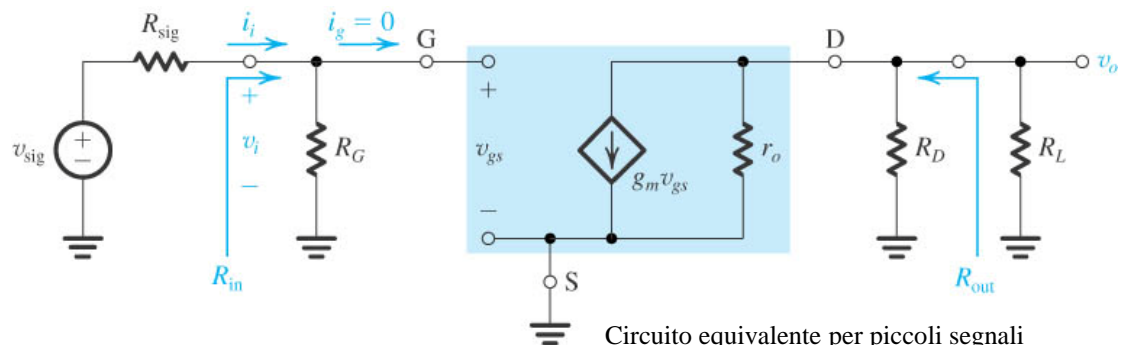 R_sig
i_i
i_g = 0
G
D
v_o
+
+
+
−
v_sig
v_i
R_G
v_gs
g_m v_gs
r_o
R_D
R_L
−
−
R_in
S
R_out
Circuito equivalente per piccoli segnali